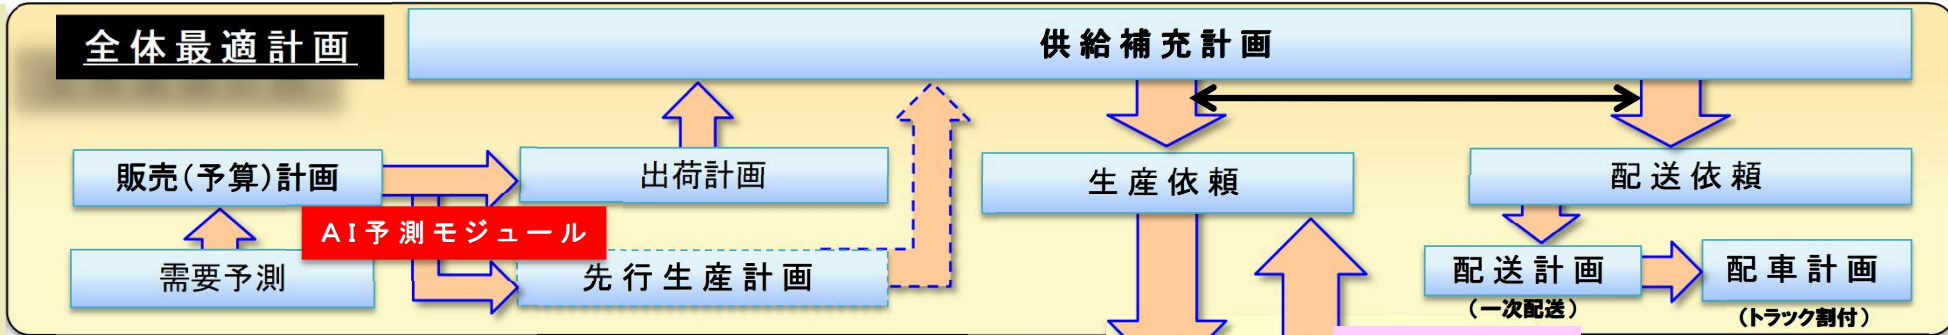 全体最適計画
供給補充計画
販売(予算)計画
出荷計画
生産依頼
配送依頼
AI予測モジュール
需要予測
先行生産計画
配送計画
(一次配送)
配車計画
(トラック割付)